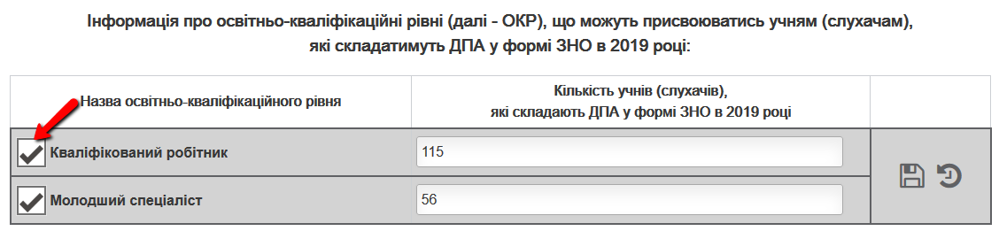 Інформація про освітньо-кваліфікаційні рівні (далі - ОКР), що можуть присвоюватись учням (слухачам),
які складатимуть ДПА у формі ЗНО в 2019 році:
Назва освітньо-кваліфікаційного рівня
Кількість учнів (слухачів),
які складають ДПА у формі ЗНО в 2019 році
Кваліфікований робітник
115
Молодший спеціаліст
56